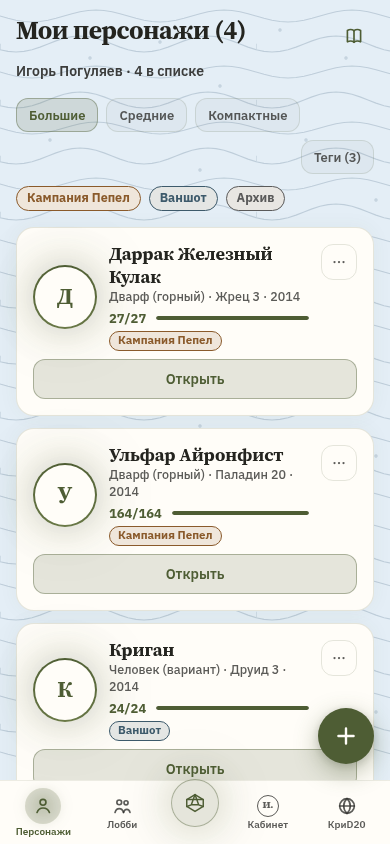 Мои персонажи (4)
Игорь Погуляев · 4 в списке
Большие
Средние
Компактные
Теги (3)
Кампания Пепел
Ваншот
Архив
Д
Даррак Железный
Кулак
Дварф (горный) · Жрец 3 · 2014
27/27
Кампания Пепел
...
Открыть
У
Ульфар Айронфист
Дварф (горный) · Паладин 20 ·
2014
164/164
Кампания Пепел
...
Открыть
К
Криган
Человек (вариант) · Друид 3 ·
2014
24/24
Ваншот
...
Открыть
Персонажи
Лобби
И.
Кабинет
КриD20